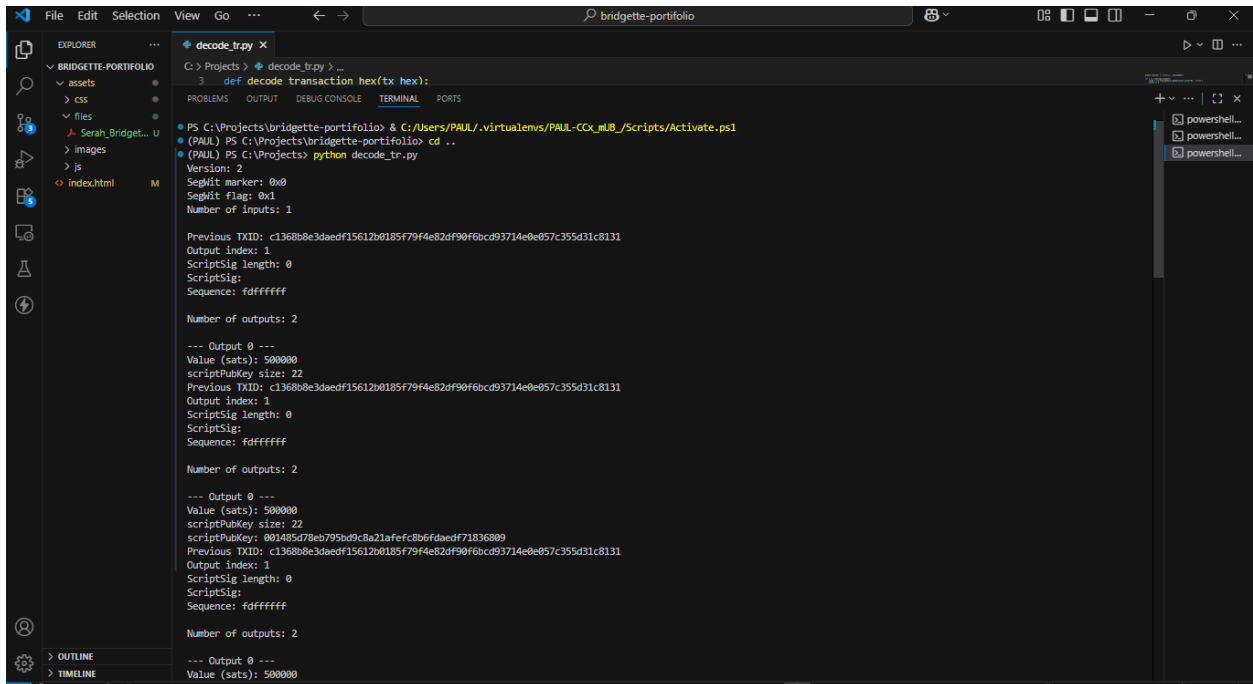 File Edit Selection View Go ··· ← → bridgette-portifolio
EXPLORER ···
BRIDGETTE-PORTIFOLIO
assets
css
files
Serah_Bridget... U
images
js
index.html M
OUTLINE
TIMELINE
decode_tr.py ×
C: > Projects > decode_tr.py > ...
3 def decode_transaction_hex(tx_hex):
PROBLEMS OUTPUT DEBUG CONSOLE TERMINAL PORTS
PS C:\Projects\bridgette-portifolio> & C:/Users/PAUL/.virtualenvs/PAUL-CCx_mUB_/Scripts/Activate.ps1
(PAUL) PS C:\Projects\bridgette-portifolio> cd ..
(PAUL) PS C:\Projects> python decode_tr.py
Version: 2
SegWit marker: 0x0
SegWit flag: 0x1
Number of inputs: 1
Previous TXID: c1368b8e3daedf15612b0185f79f4e82df90f6bcd93714e0e057c355d31c8131
Output index: 1
ScriptSig length: 0
ScriptSig:
Sequence: fdffffff
Number of outputs: 2
--- Output 0 ---
Value (sats): 500000
scriptPubKey size: 22
Previous TXID: c1368b8e3daedf15612b0185f79f4e82df90f6bcd93714e0e057c355d31c8131
Output index: 1
ScriptSig length: 0
ScriptSig:
Sequence: fdffffff
Number of outputs: 2
--- Output 0 ---
Value (sats): 500000
scriptPubKey size: 22
scriptPubKey: 001485d78eb795bd9c8a21afefc8b6fdaedf71836809
Previous TXID: c1368b8e3daedf15612b0185f79f4e82df90f6bcd93714e0e057c355d31c8131
Output index: 1
ScriptSig length: 0
ScriptSig:
Sequence: fdffffff
Number of outputs: 2
--- Output 0 ---
Value (sats): 500000
powershell...
powershell...
powershell...
3
5